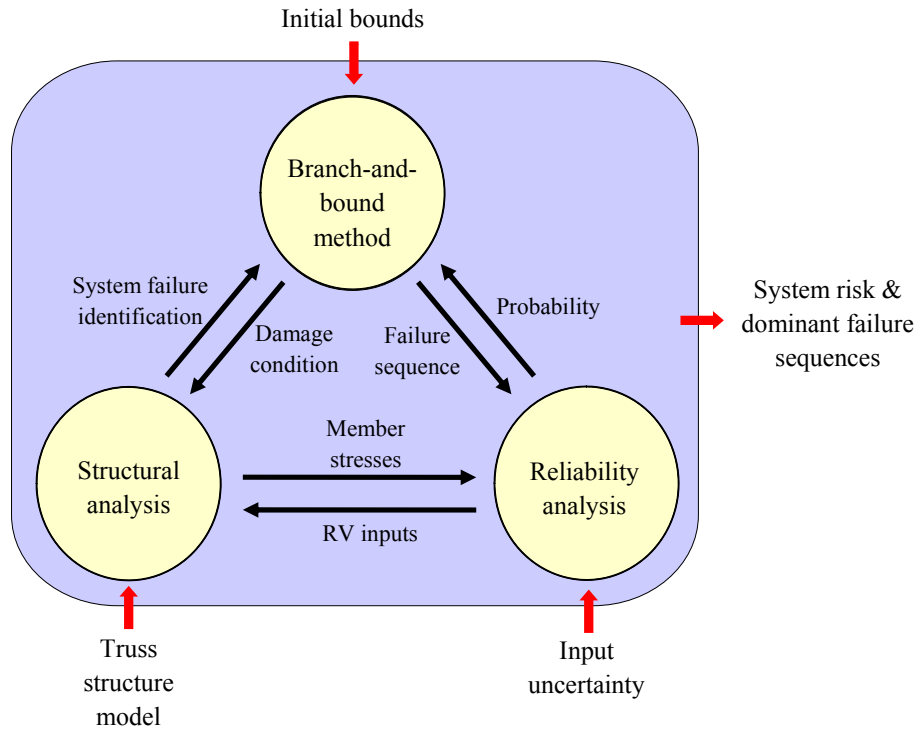 Initial bounds
Branch-and-
bound
method
System failure
identification
Damage
condition
Failure
sequence
Probability
System risk &
dominant failure
sequences
Structural
analysis
Member
stresses
RV inputs
Reliability
analysis
Truss
structure
model
Input
uncertainty